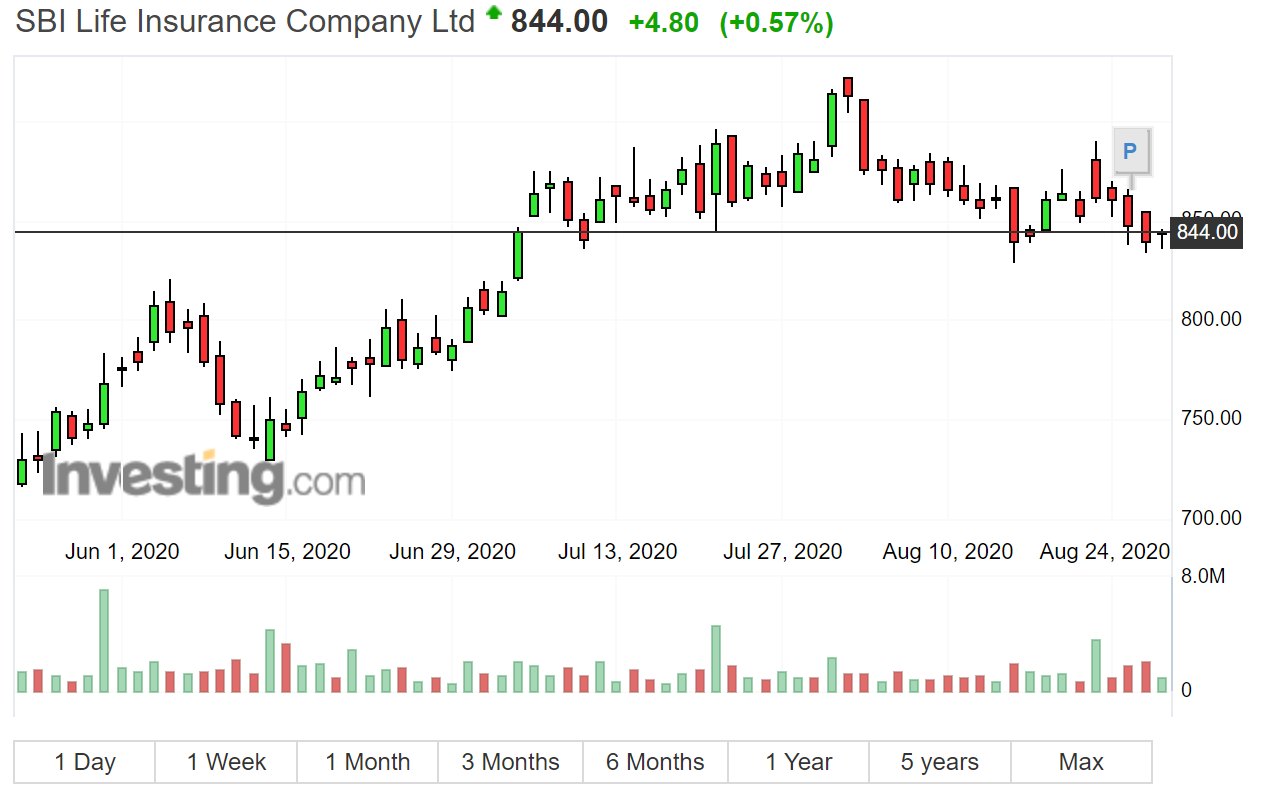 SBI Life Insurance Company Ltd 844.00 +4.80 (+0.57%)
P
850.00
844.00
800.00
750.00
Investing.com
700.00
Jun 1, 2020 Jun 15, 2020 Jun 29, 2020 Jul 13, 2020 Jul 27, 2020 Aug 10, 2020 Aug 24, 2020
8.0M
0
1 Day 1 Week 1 Month 3 Months 6 Months 1 Year 5 years Max